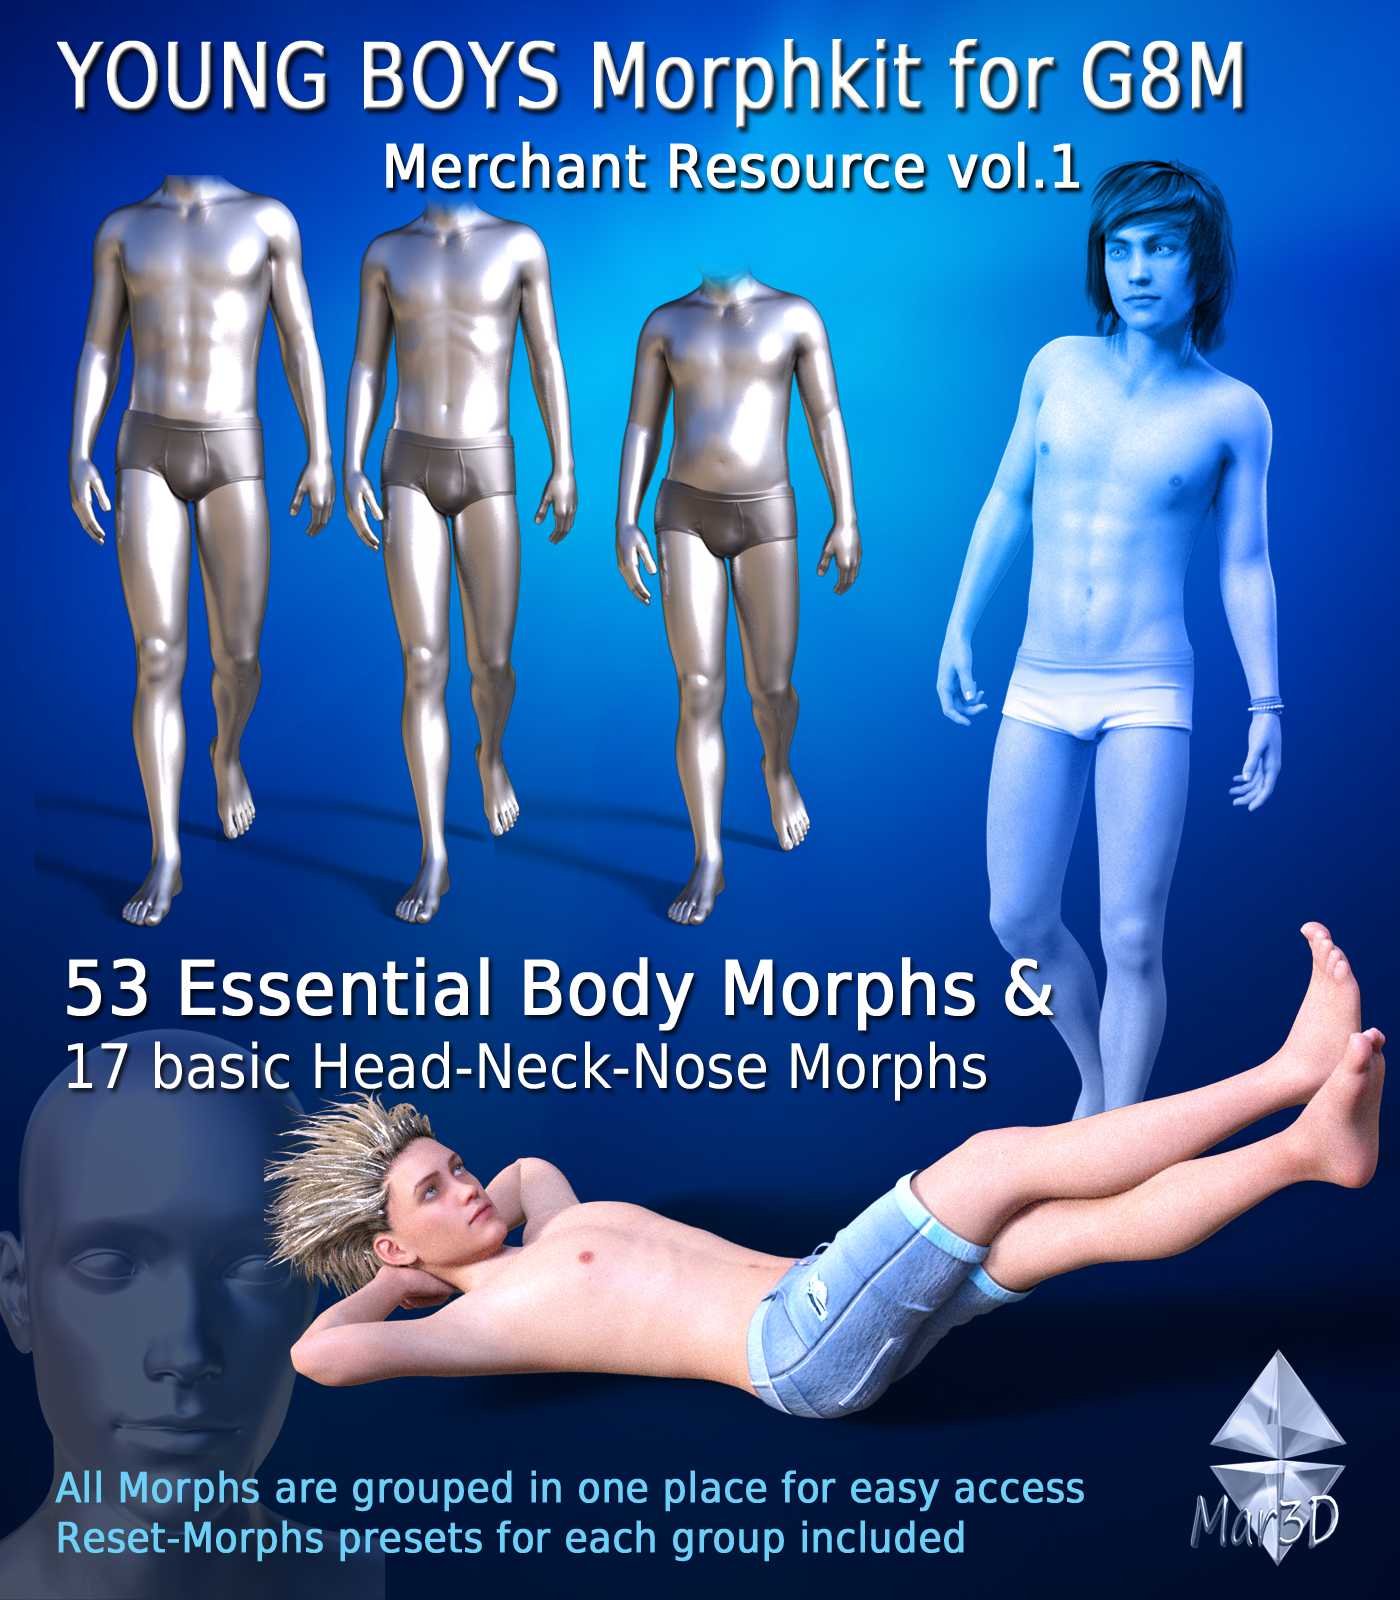 YOUNG BOYS Morphkit for G8M
Merchant Resource vol.1
53 Essential Body Morphs &
17 basic Head-Neck-Nose Morphs
All Morphs are grouped in one place for easy access
Reset-Morphs presets for each group included
Mar3D